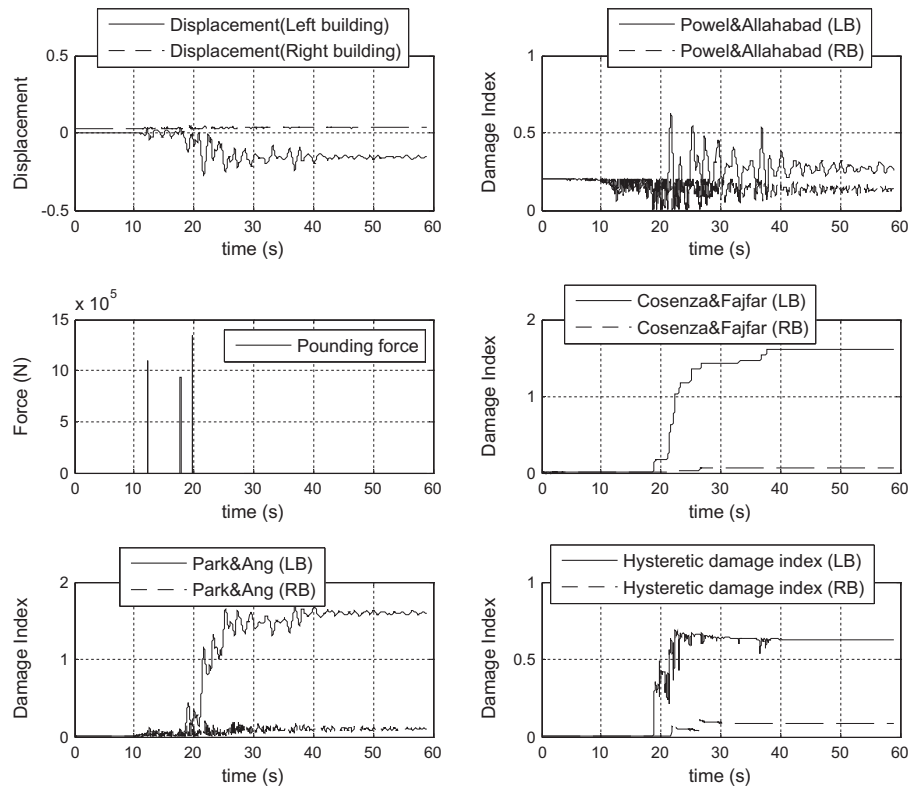 Displacement(Left building)
Displacement(Right building)
0.5
0
-0.5
Displacement
0 10 20 30 40 50 60
time (s)
Powel&Allahabad (LB)
Powel&Allahabad (RB)
1
0.5
0
Damage Index
0 10 20 30 40 50 60
time (s)
x 10^5
Pounding force
15
10
5
0
Force (N)
0 10 20 30 40 50 60
time (s)
Cosenza&Fajfar (LB)
Cosenza&Fajfar (RB)
2
1
0
Damage Index
0 10 20 30 40 50 60
time (s)
Park&Ang (LB)
Park&Ang (RB)
2
1
0
Damage Index
0 10 20 30 40 50 60
time (s)
Hysteretic damage index (LB)
Hysteretic damage index (RB)
1
0.5
0
Damage Index
0 10 20 30 40 50 60
time (s)